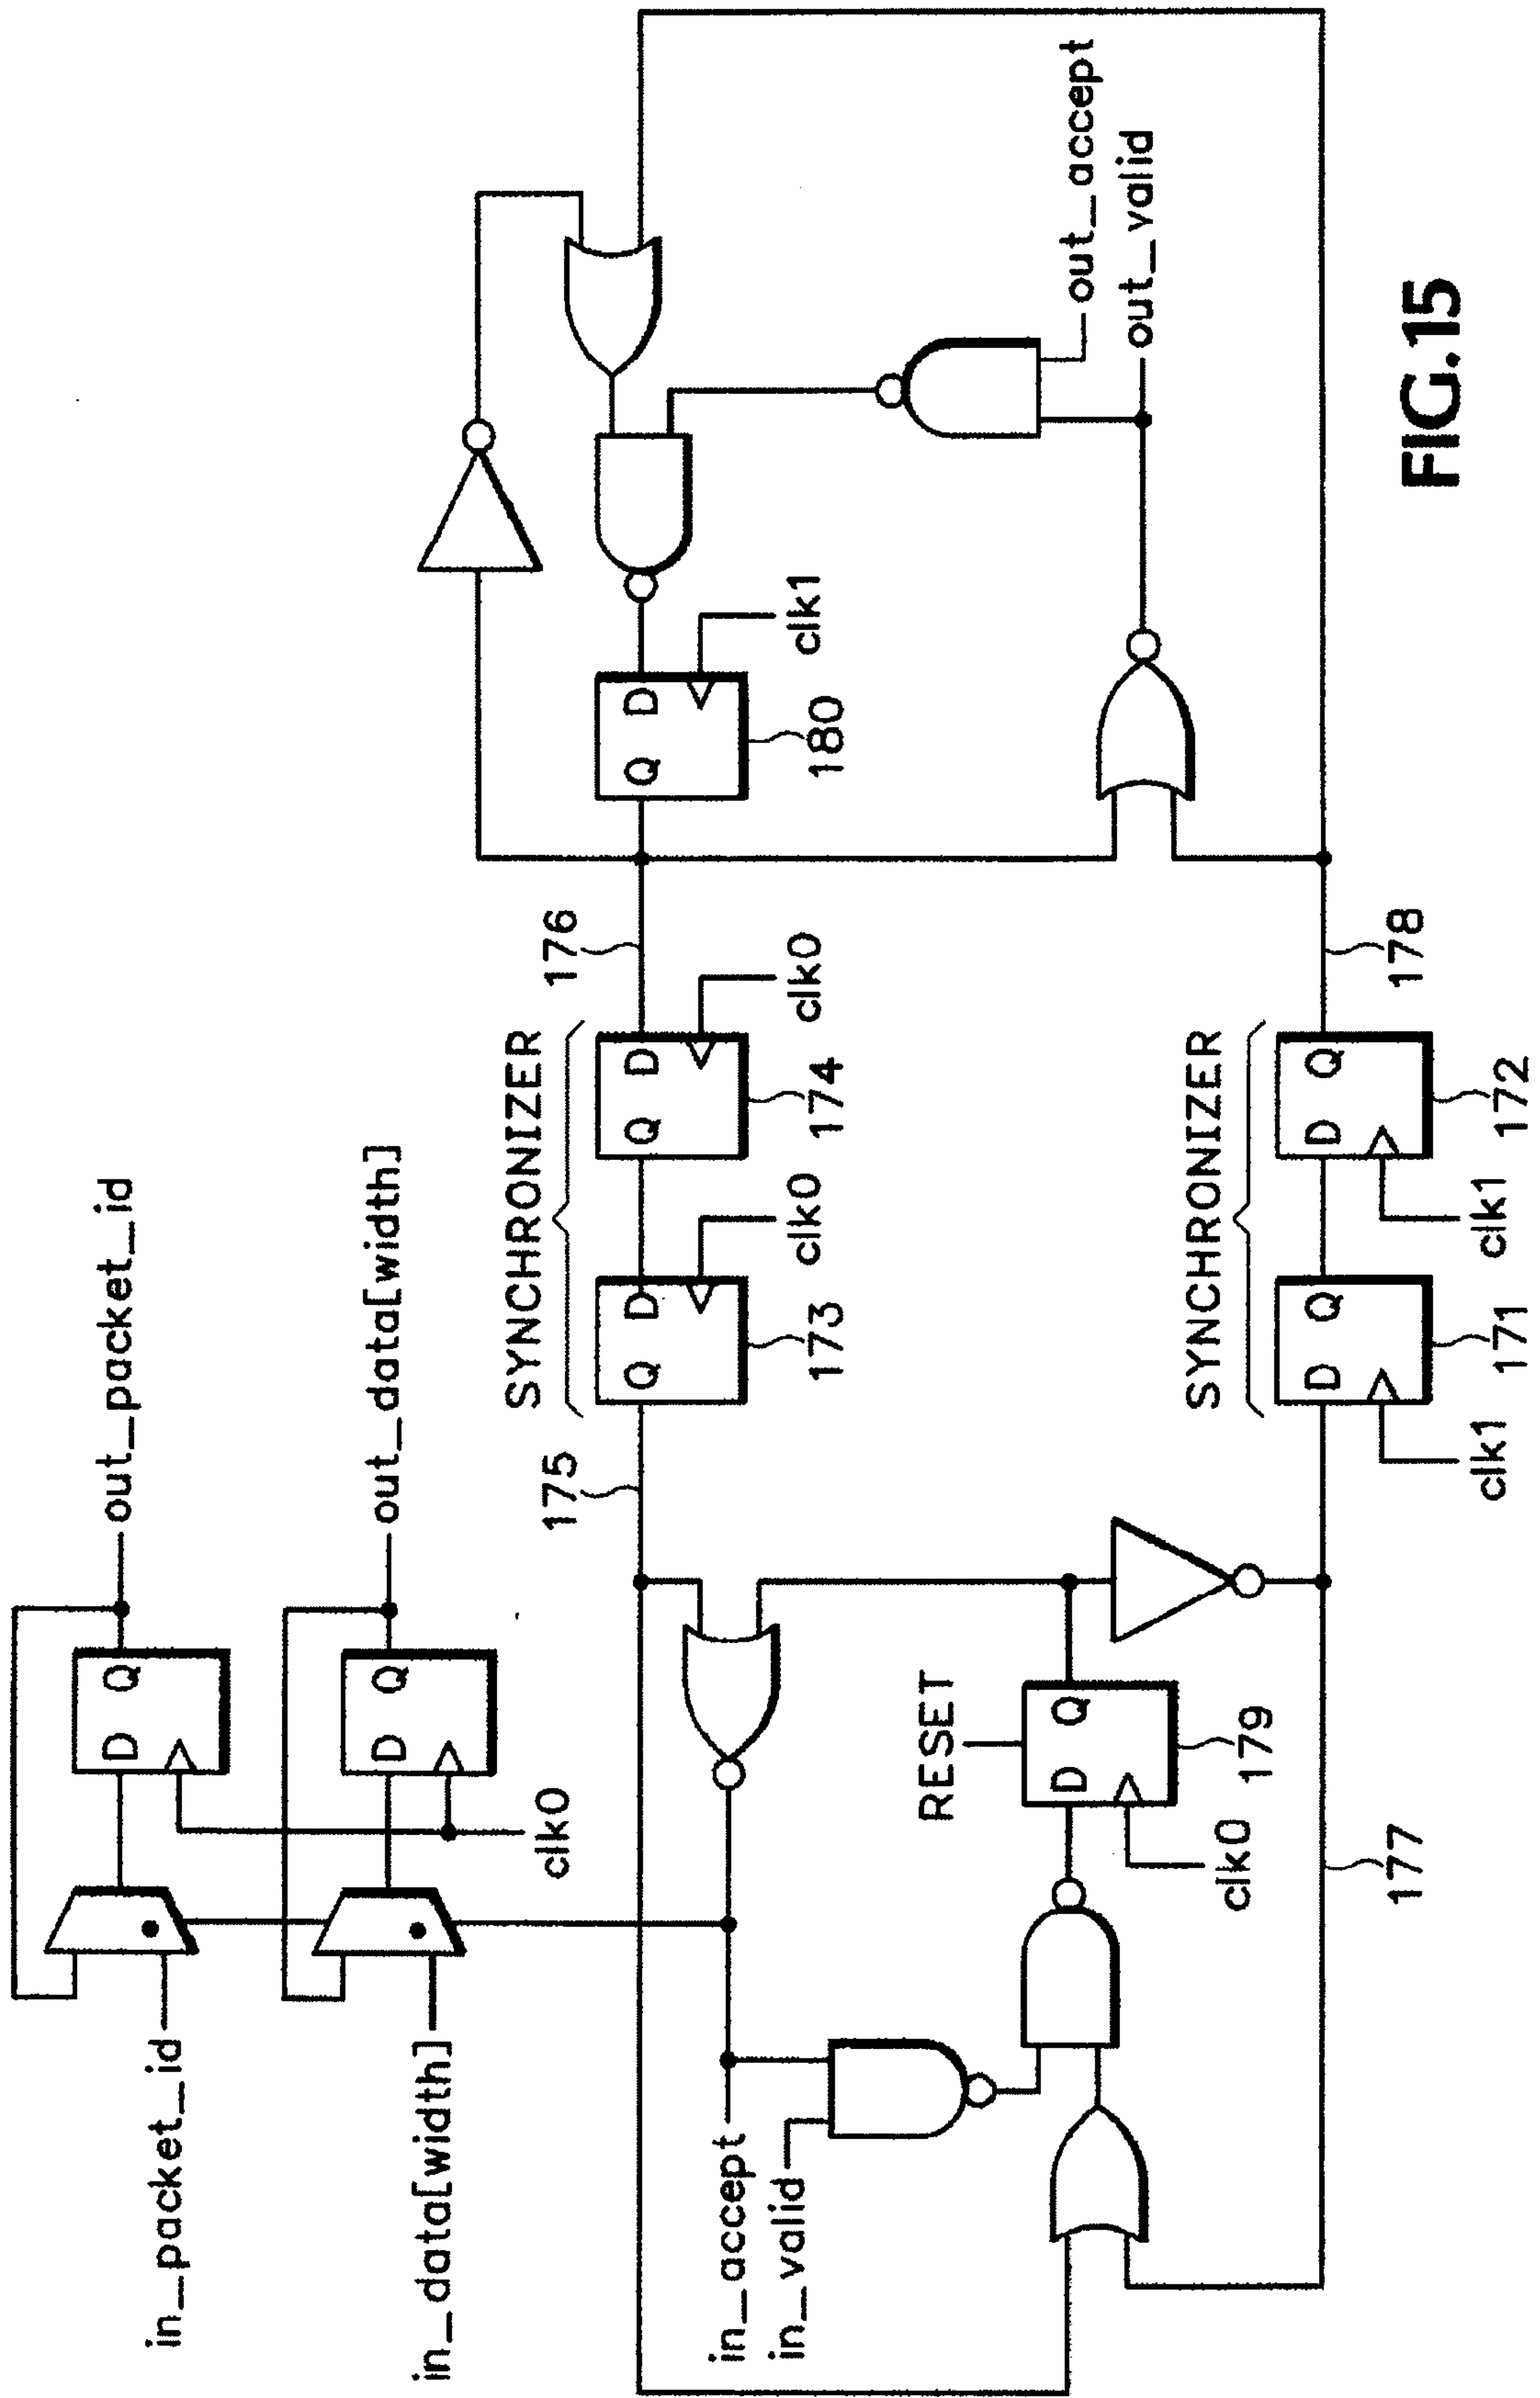 in_packet_id
out_packet_id
D
Q
in_data[width]
out_data[width]
D
Q
clk0
SYNCHRONIZER
175
176
Q
D
173
clk0
Q
D
174
clk0
Q
D
180
clk1
in_accept
in_valid
RESET
D
Q
179
clk0
out_accept
out_valid
SYNCHRONIZER
177
178
D
Q
171
clk1
D
Q
172
clk1
FIG.15